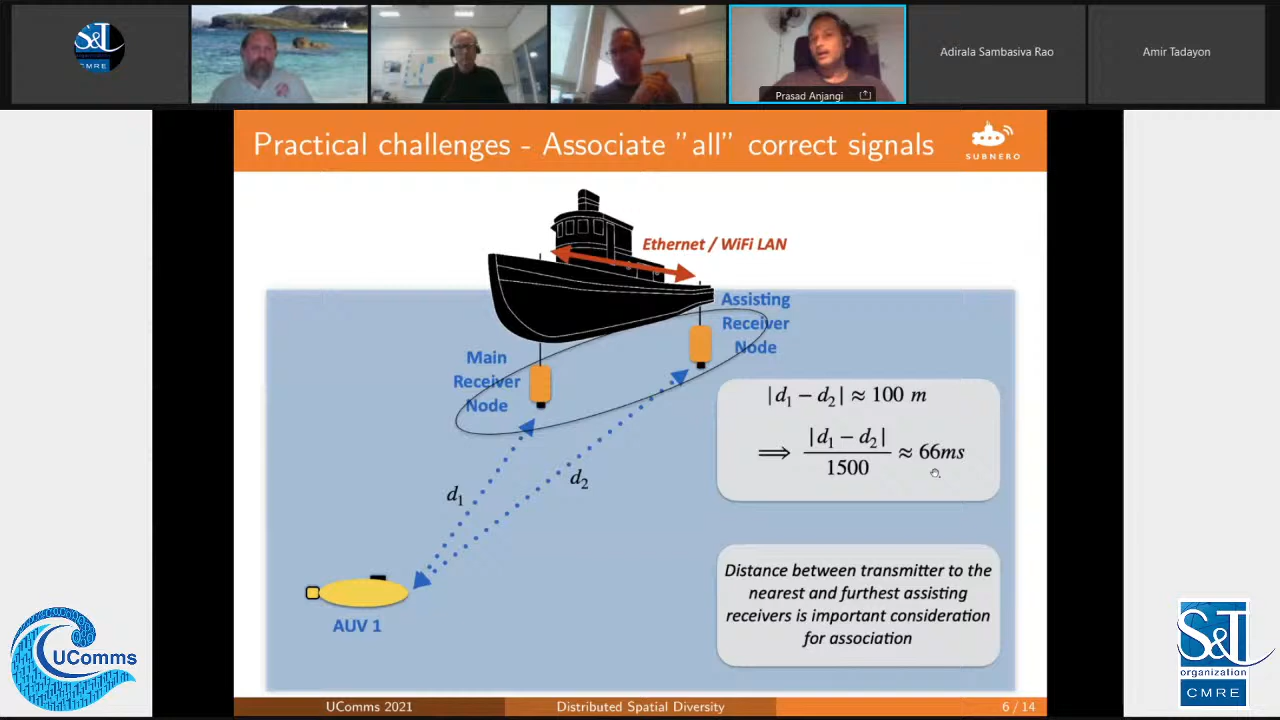 S&T
CMRE
Prasad Anjangi
Adirala Sambasiva Rao
Amir Tadayon
Practical challenges - Associate "all" correct signals
SUBNERO
Ethernet / WiFi LAN
Assisting
Receiver
Node
Main
Receiver
Node
|d₁ − d₂| ≈ 100 m
⟹ |d₁ − d₂| / 1500 ≈ 66ms
d₁
d₂
Distance between transmitter to the
nearest and furthest assisting
receivers is important consideration
for association
AUV 1
UComms
S&T
organization
CMRE
UComms 2021
Distributed Spatial Diversity
6 / 14